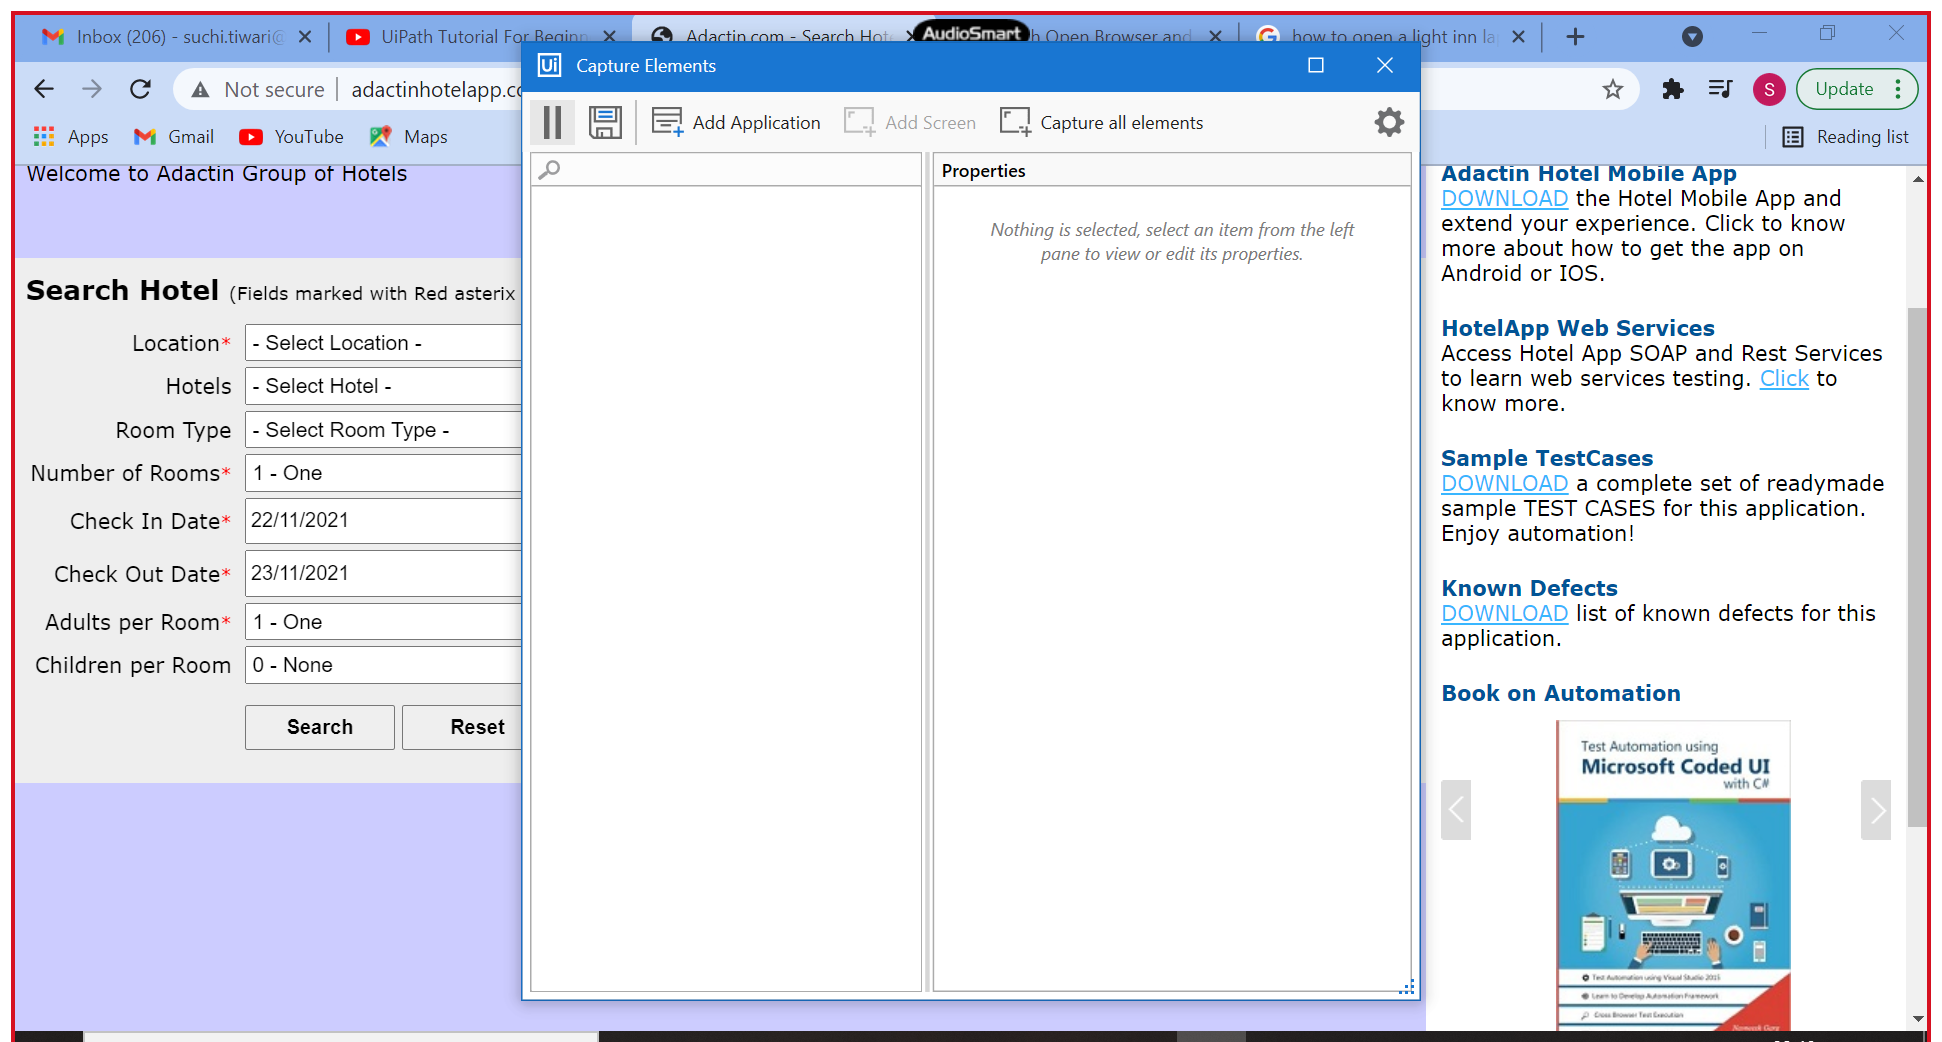 Inbox (206) - suchi.tiwari@
UiPath Tutorial For Beginn
Adactin.com - Search Hote
AudioSmart
h Open Browser and
how to open a light inn la
Ui Capture Elements
Not secure | adactinhotelapp.co
S
Update
Apps
Gmail
YouTube
Maps
Add Application
Add Screen
Capture all elements
Reading list
Welcome to Adactin Group of Hotels
Search Hotel (Fields marked with Red asterix
Location*
- Select Location -
Hotels
- Select Hotel -
Room Type
- Select Room Type -
Number of Rooms*
1 - One
Check In Date*
22/11/2021
Check Out Date*
23/11/2021
Adults per Room*
1 - One
Children per Room
0 - None
Search
Reset
Properties
Nothing is selected, select an item from the left
pane to view or edit its properties.
Adactin Hotel Mobile App
DOWNLOAD the Hotel Mobile App and
extend your experience. Click to know
more about how to get the app on
Android or IOS.
HotelApp Web Services
Access Hotel App SOAP and Rest Services
to learn web services testing. Click to
know more.
Sample TestCases
DOWNLOAD a complete set of readymade
sample TEST CASES for this application.
Enjoy automation!
Known Defects
DOWNLOAD list of known defects for this
application.
Book on Automation
Test Automation using
Microsoft Coded UI
with C#
Test Automation using Visual Studio 2015
Learn to Develop Automation Framework
Cross Browser Test Execution
Navneesh Garg